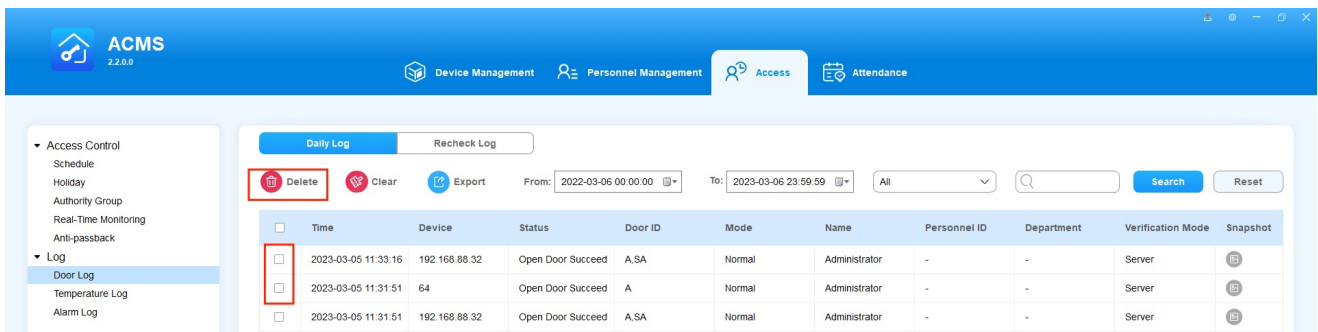 ACMS
2.2.0.0
Device Management Personnel Management Access Attendance
Access Control
Schedule
Holiday
Authority Group
Real-Time Monitoring
Anti-passback
Log
Door Log
Temperature Log
Alarm Log
Daily Log Recheck Log
Delete Clear Export From: 2022-03-06 00:00:00 To: 2023-03-06 23:59:59 All Search Reset
Time Device Status Door ID Mode Name Personnel ID Department Verification Mode Snapshot
2023-03-05 11:33:16 192.168.88.32 Open Door Succeed A,SA Normal Administrator - - Server
2023-03-05 11:31:51 64 Open Door Succeed A Normal Administrator - - Server
2023-03-05 11:31:51 192.168.88.32 Open Door Succeed A,SA Normal Administrator - - Server